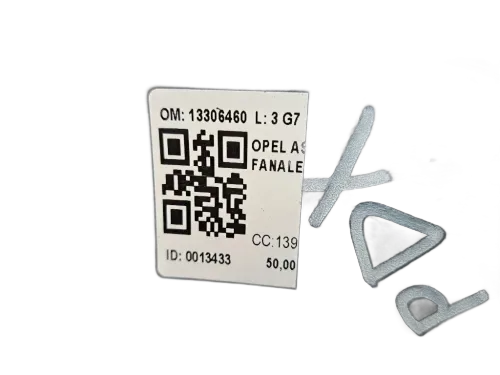 OM: 13306460 L: 3 G7
OPEL AS
FANALE
CC:139
ID: 0013433 50,00